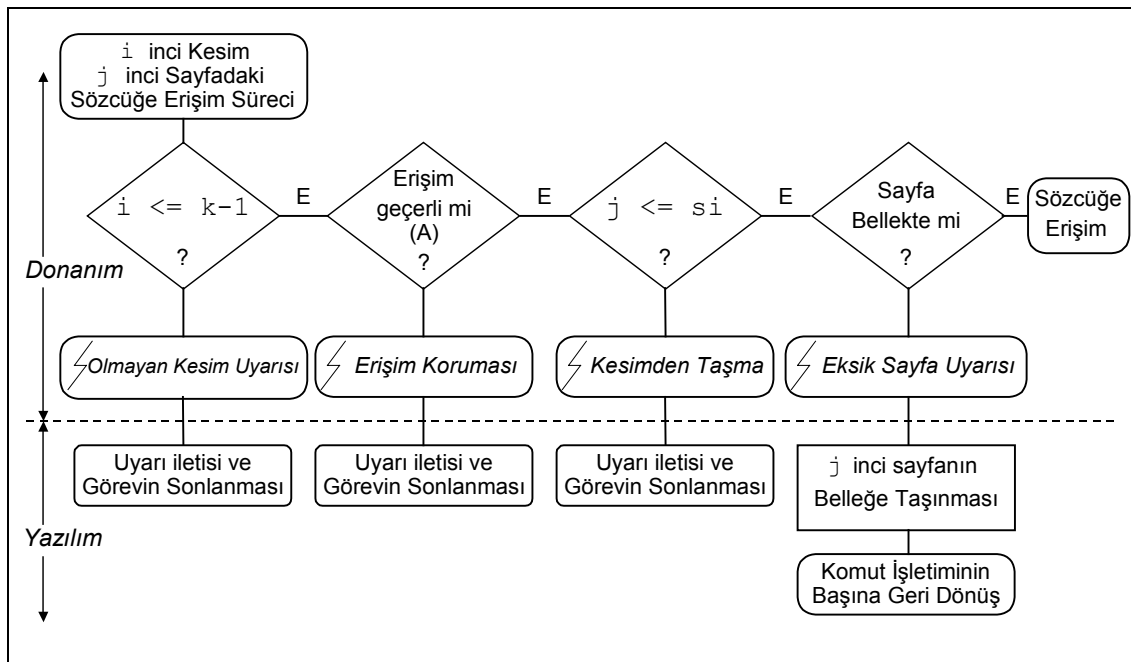 i inci Kesim
j inci Sayfadaki
Sözcüğe Erişim Süreci
i <= k-1
?
E
Erişim
geçerli mi
(A)
?
E
j <= si
?
E
Sayfa
Bellekte mi
?
E
Sözcüğe
Erişim
Donanım
Olmayan Kesim Uyarısı
Erişim Koruması
Kesimden Taşma
Eksik Sayfa Uyarısı
Uyarı iletisi ve
Görevin Sonlanması
Uyarı iletisi ve
Görevin Sonlanması
Uyarı iletisi ve
Görevin Sonlanması
j inci sayfanın
Belleğe Taşınması
Yazılım
Komut İşletiminin
Başına Geri Dönüş